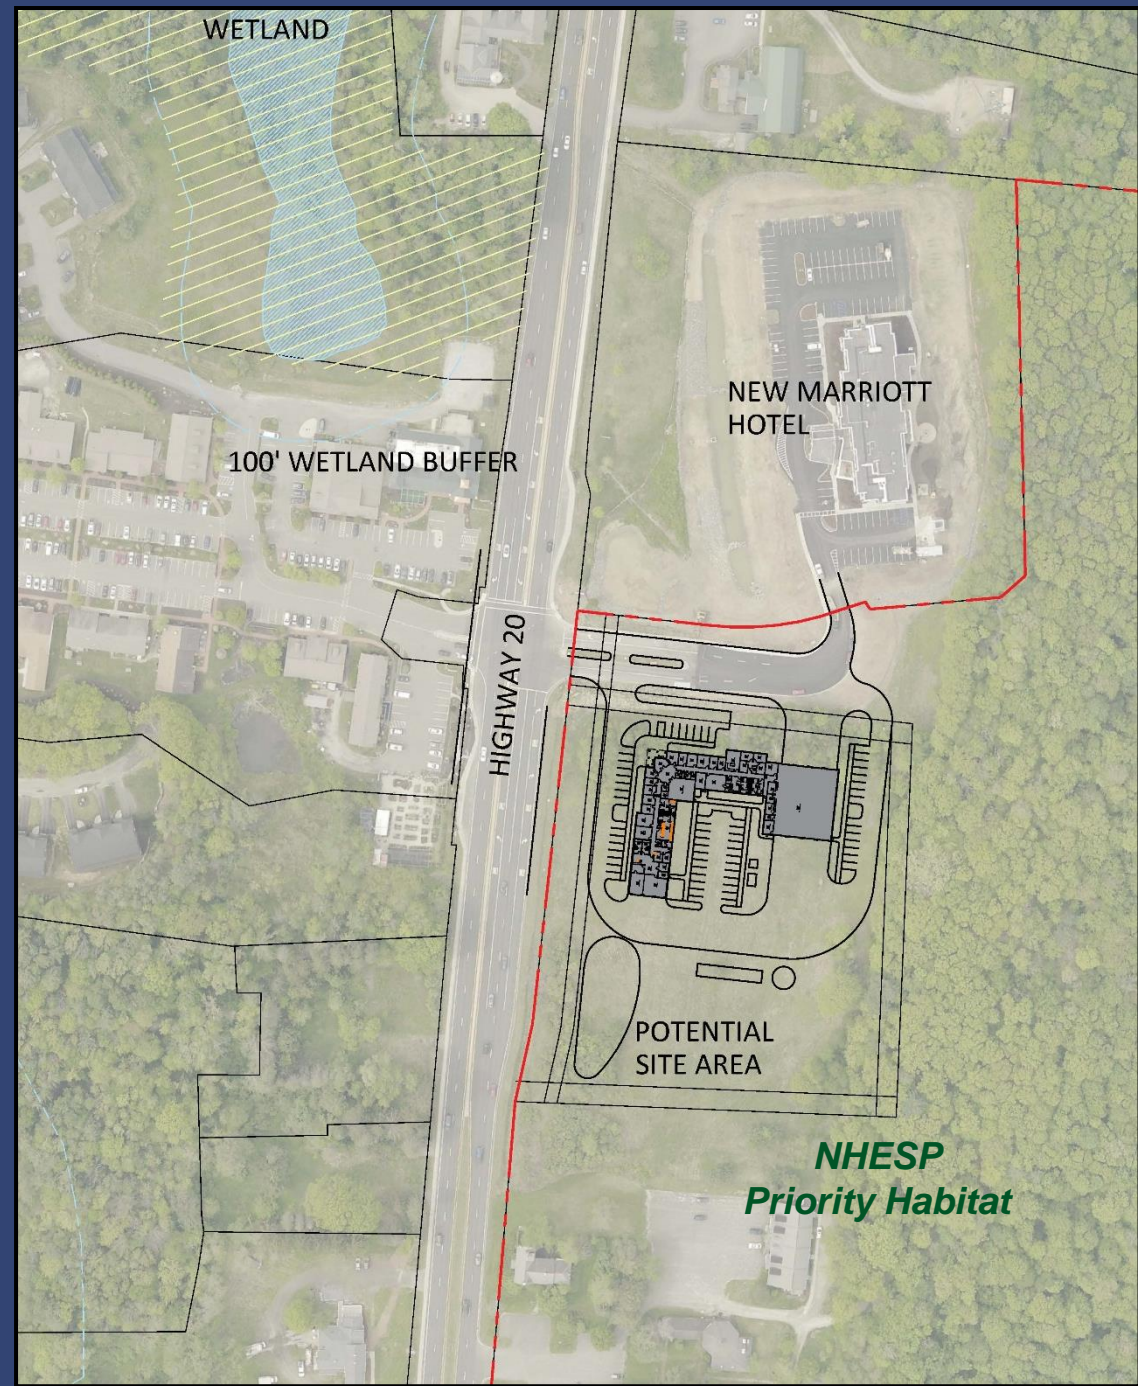 WETLAND
NEW MARRIOTT
HOTEL
100' WETLAND BUFFER
HIGHWAY 20
POTENTIAL
SITE AREA
NHESP
Priority Habitat